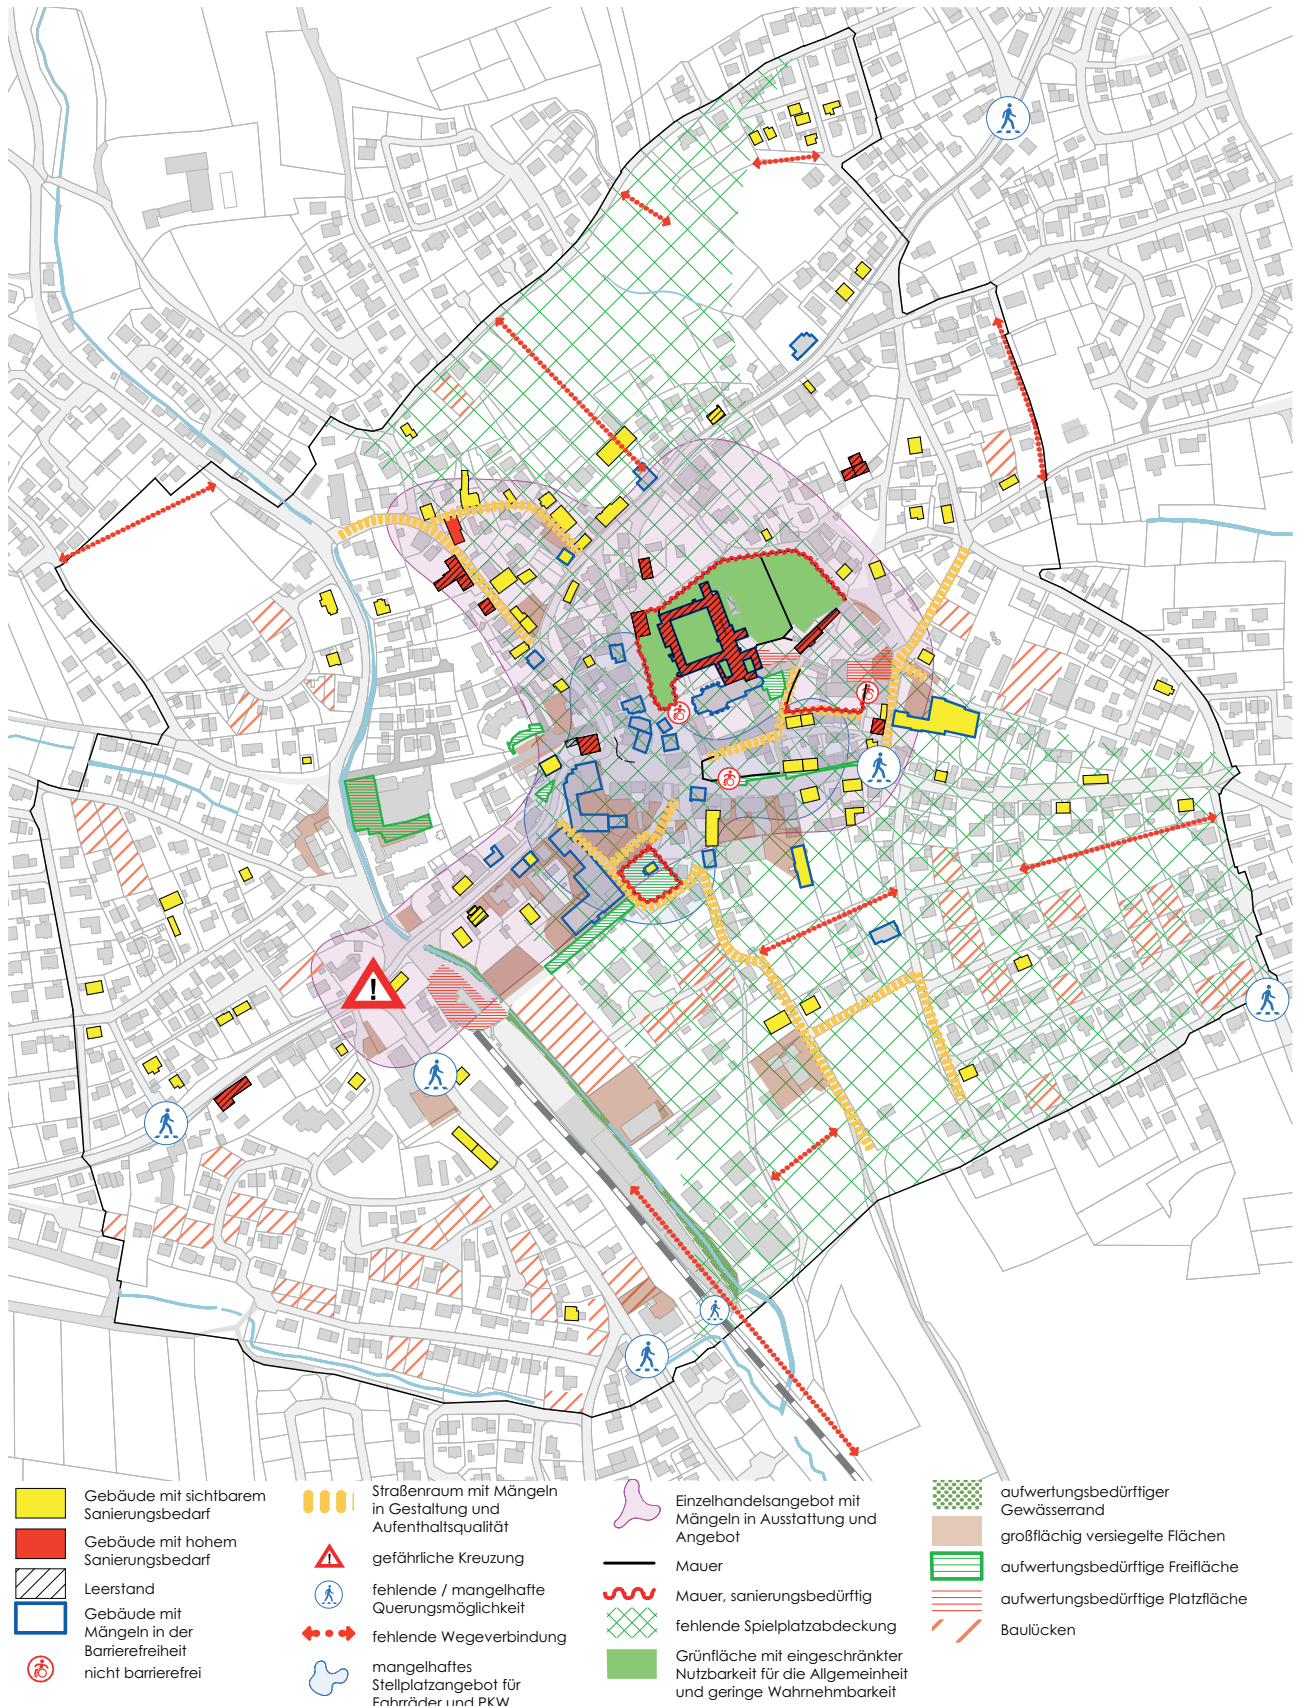 Gebäude mit sichtbarem
Sanierungsbedarf
Gebäude mit hohem
Sanierungsbedarf
Leerstand
Gebäude mit
Mängeln in der
Barrierefreiheit
nicht barrierefrei
Straßenraum mit Mängeln
in Gestaltung und
Aufenthaltsqualität
gefährliche Kreuzung
fehlende / mangelhafte
Querungsmöglichkeit
fehlende Wegeverbindung
mangelhaftes
Stellplatzangebot für
Fahrräder und PKW
Einzelhandelsangebot mit
Mängeln in Ausstattung und
Angebot
Mauer
Mauer, sanierungsbedürftig
fehlende Spielplatzabdeckung
Grünfläche mit eingeschränkter
Nutzbarkeit für die Allgemeinheit
und geringe Wahrnehmbarkeit
aufwertungsbedürftiger
Gewässerrand
großflächig versiegelte Flächen
aufwertungsbedürftige Freifläche
aufwertungsbedürftige Platzfläche
Baulücken